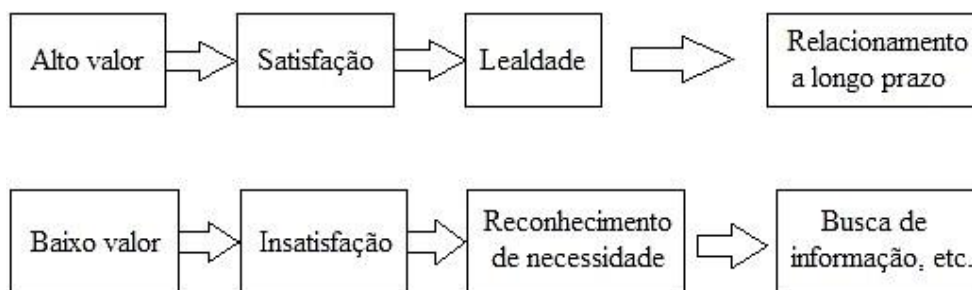 Alto valor
Satisfação
Lealdade
Relacionamento
a longo prazo
Baixo valor
Insatisfação
Reconhecimento
de necessidade
Busca de
informação, etc.